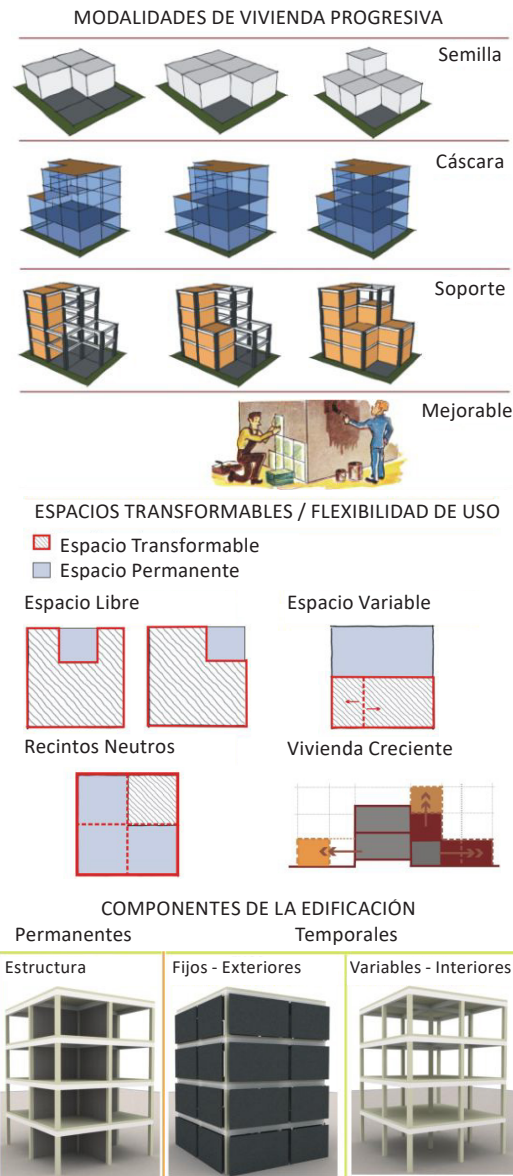 MODALIDADES DE VIVIENDA PROGRESIVA
Semilla
Cáscara
Soporte
Mejorable
ESPACIOS TRANSFORMABLES / FLEXIBILIDAD DE USO
Espacio Transformable
Espacio Permanente
Espacio Libre
Espacio Variable
Recintos Neutros
Vivienda Creciente
COMPONENTES DE LA EDIFICACIÓN
Permanentes
Temporales
Estructura
Fijos - Exteriores
Variables - Interiores